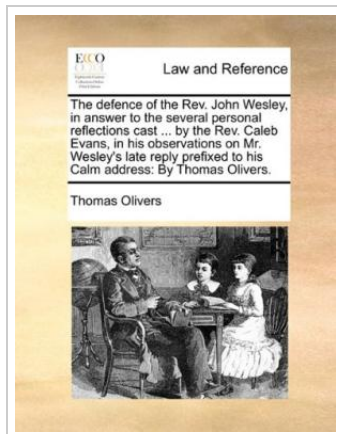 ECCO
Law and Reference
The defence of the Rev. John Wesley,
in answer to the several personal
reflections cast ... by the Rev. Caleb
Evans, in his observations on Mr.
Wesley's late reply prefixed to his
Calm address: By Thomas Olivers.
Thomas Olivers